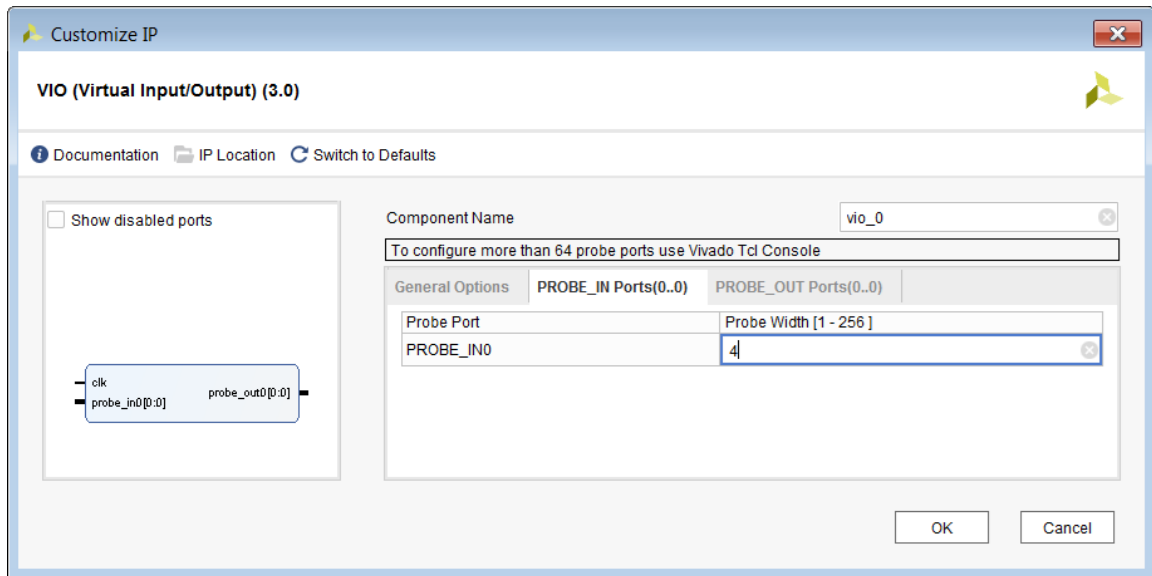 Customize IP
VIO (Virtual Input/Output) (3.0)
Documentation IP Location Switch to Defaults
Show disabled ports
clk
probe_in0[0:0]
probe_out0[0:0]
Component Name vio_0
To configure more than 64 probe ports use Vivado Tcl Console
General Options PROBE_IN Ports(0..0) PROBE_OUT Ports(0..0)
Probe Port Probe Width [1 - 256 ]
PROBE_IN0 4
OK Cancel